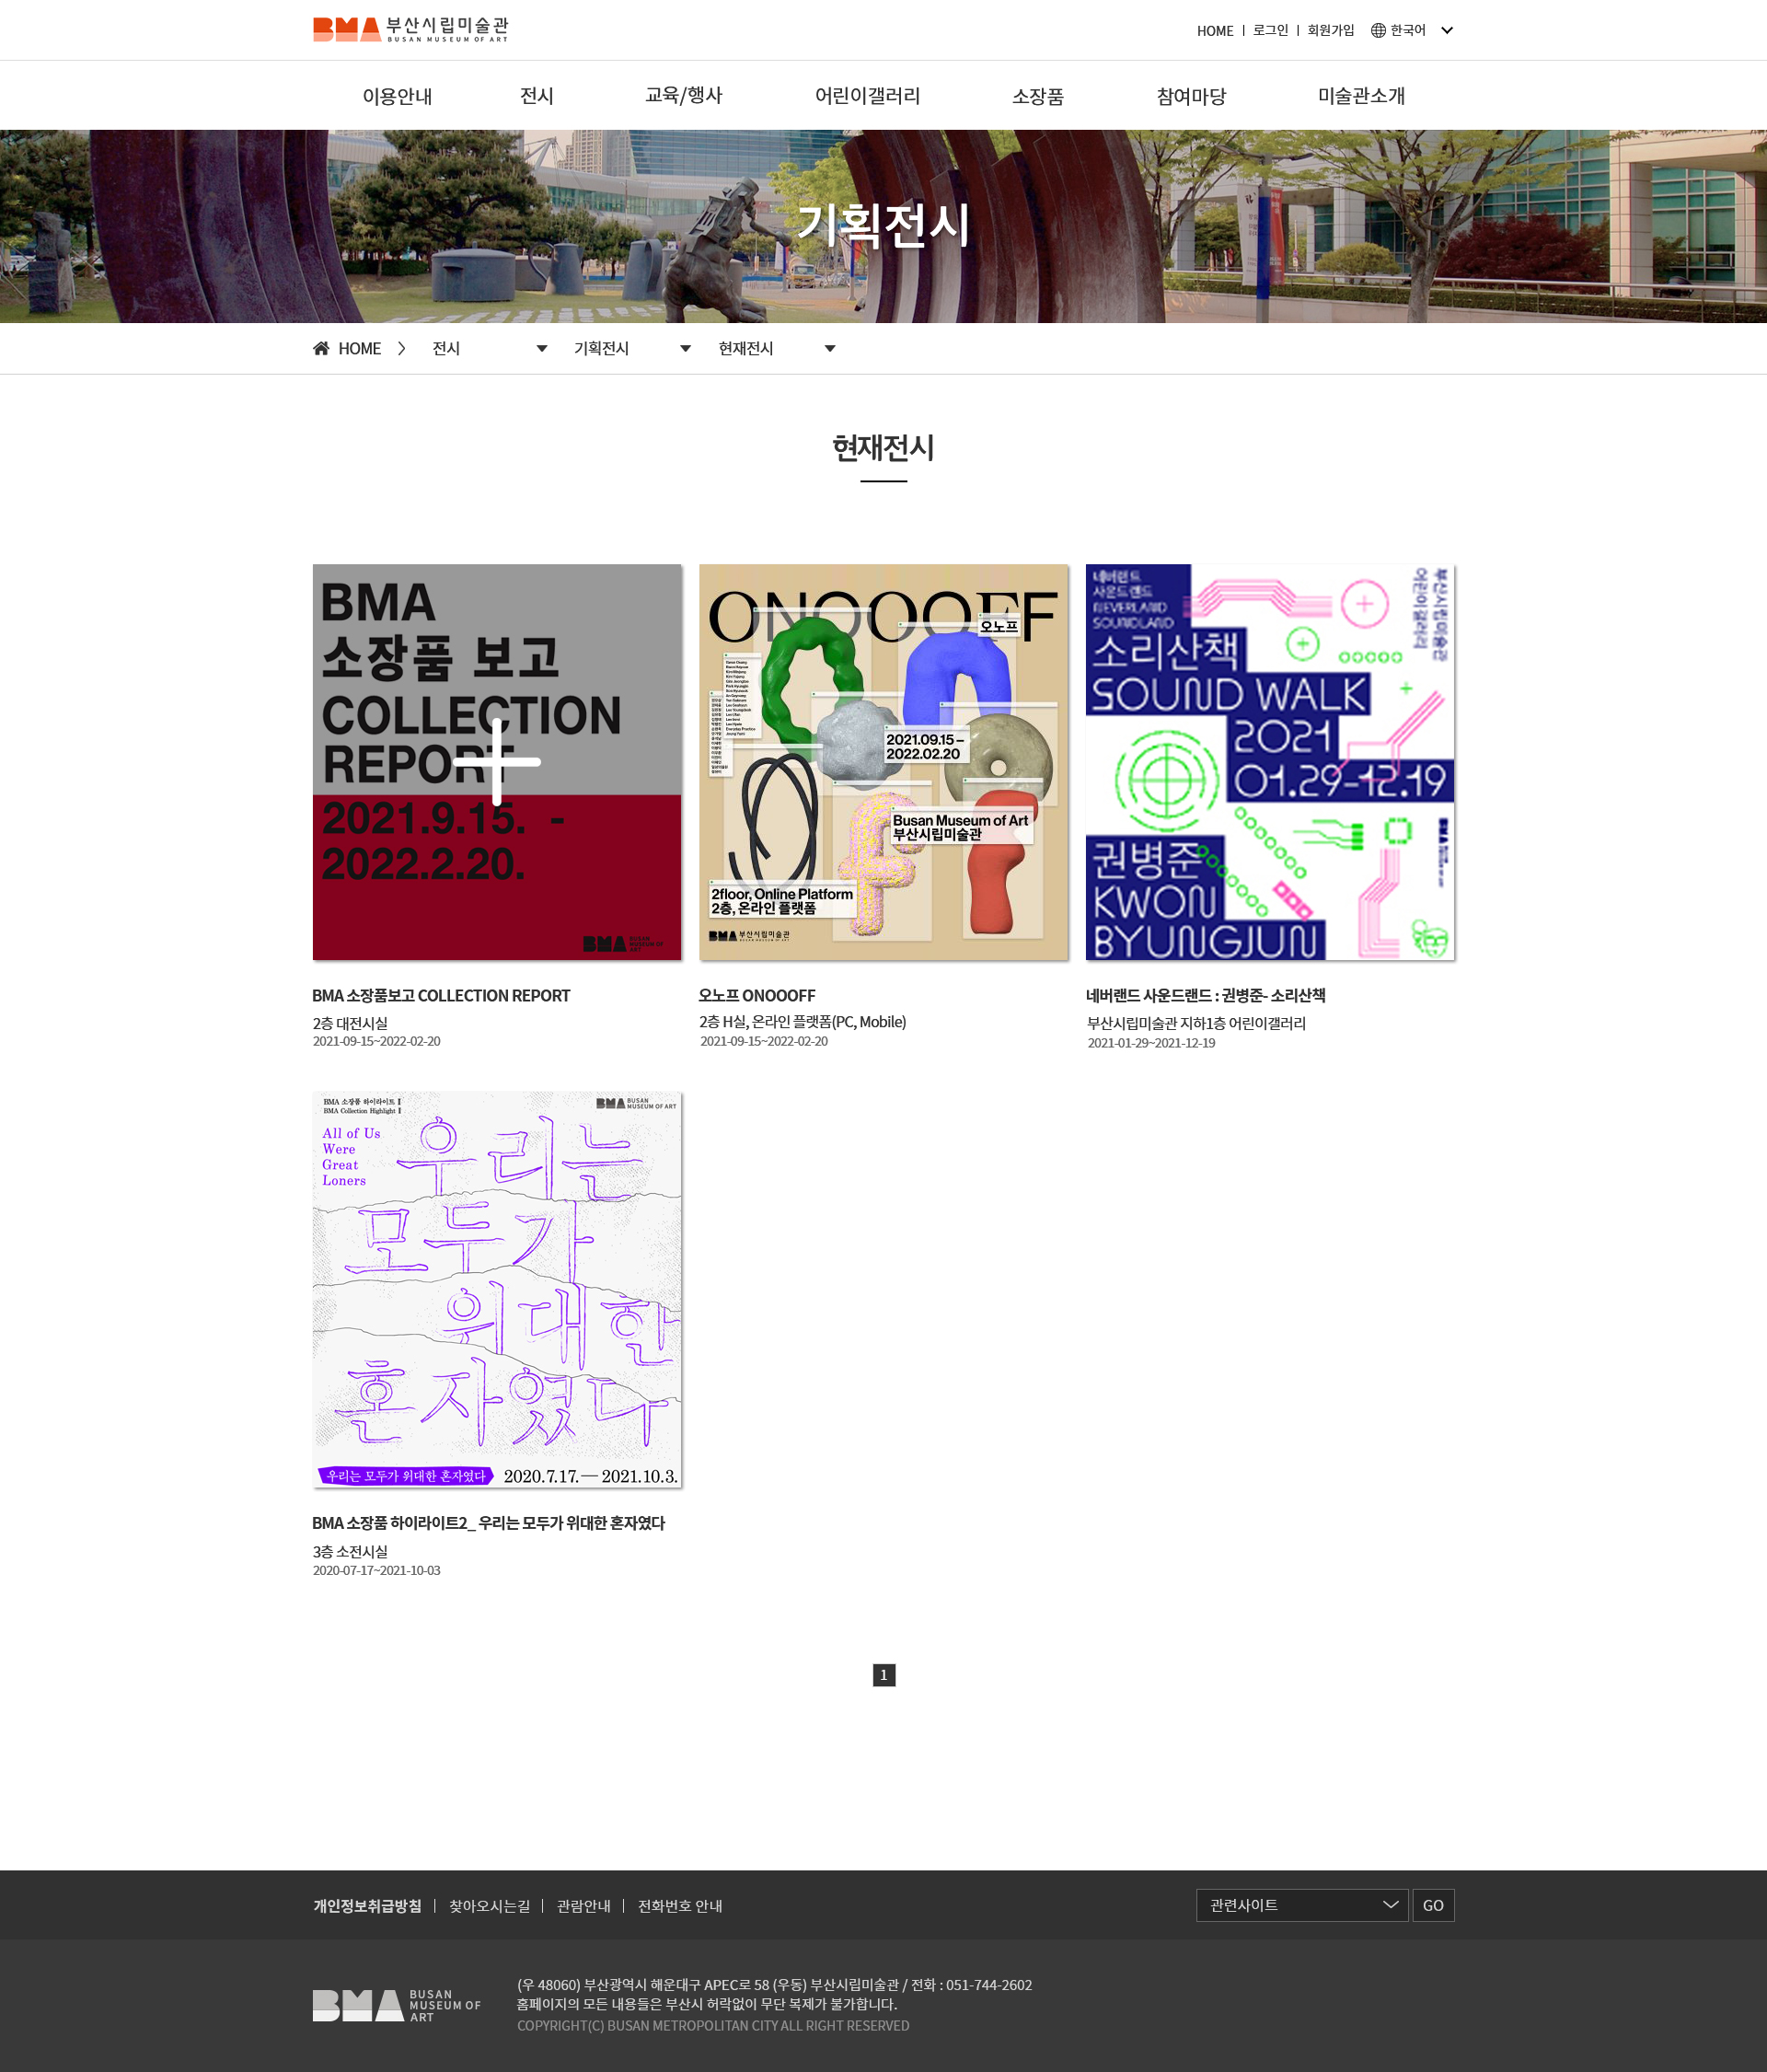 BMA 부산시립미술관
BUSAN MUSEUM OF ART
HOME | 로그인 | 회원가입 한국어
이용안내 전시 교육/행사 어린이갤러리 소장품 참여마당 미술관소개
기획전시
HOME 전시 기획전시 현재전시
현재전시
BMA
소장품 보고
COLLECTION
REPORT
2021.9.15. -
2022.2.20.
BMA BUSAN
MUSEUM OF
ART
ONOOOFF
오노프
2021.09.15 –
2022.02.20
Busan Museum of Art
부산시립미술관
2floor, Online Platform
2층, 온라인 플랫폼
BMA 부산시립미술관
BUSAN MUSEUM OF ART
네버랜드
사운드랜드
NEVERLAND
SOUNDLAND
부산시립미술관
어린이갤러리
소리산책
SOUND WALK
2021
01.29-12.19
권병준
KWON
BYUNGJUN
BMA 소장품보고 COLLECTION REPORT
2층 대전시실
2021-09-15~2022-02-20
오노프 ONOOOFF
2층 H실, 온라인 플랫폼(PC, Mobile)
2021-09-15~2022-02-20
네버랜드 사운드랜드 : 권병준- 소리산책
부산시립미술관 지하1층 어린이갤러리
2021-01-29~2021-12-19
BMA 소장품 하이라이트 Ⅱ
BMA Collection Highlight Ⅱ
BMA BUSAN
MUSEUM OF ART
All of Us
Were
Great
Loners
우리는
모두가
위대한
혼자였다
우리는 모두가 위대한 혼자였다 2020.7.17.— 2021.10.3.
BMA 소장품 하이라이트2_ 우리는 모두가 위대한 혼자였다
3층 소전시실
2020-07-17~2021-10-03
1
개인정보취급방침 | 찾아오시는길 | 관람안내 | 전화번호 안내
관련사이트 GO
BMA BUSAN
MUSEUM OF
ART
(우 48060) 부산광역시 해운대구 APEC로 58 (우동) 부산시립미술관 / 전화 : 051-744-2602
홈페이지의 모든 내용들은 부산시 허락없이 무단 복제가 불가합니다.
COPYRIGHT(C) BUSAN METROPOLITAN CITY ALL RIGHT RESERVED